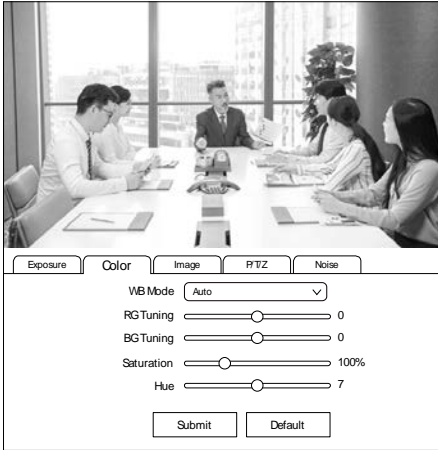 Exposure Color Image P/T/Z Noise
WB Mode Auto
RG Tuning 0
BG Tuning 0
Saturation 100%
Hue 7
Submit Default